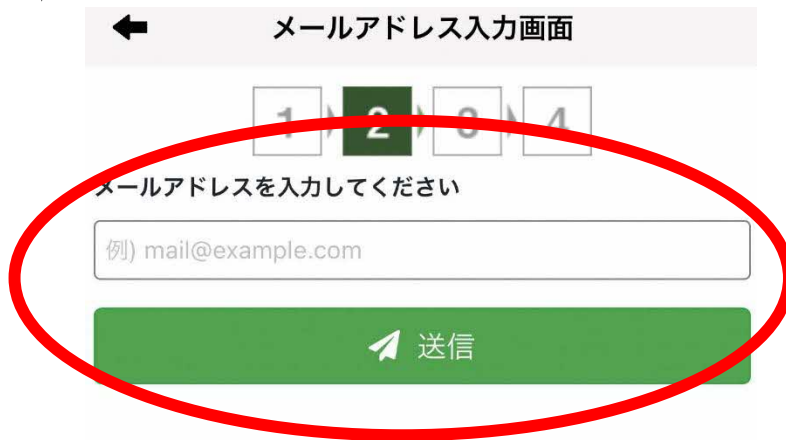 メールアドレス入力画面
1 2 3 4
メールアドレスを入力してください
例) mail@example.com
送信